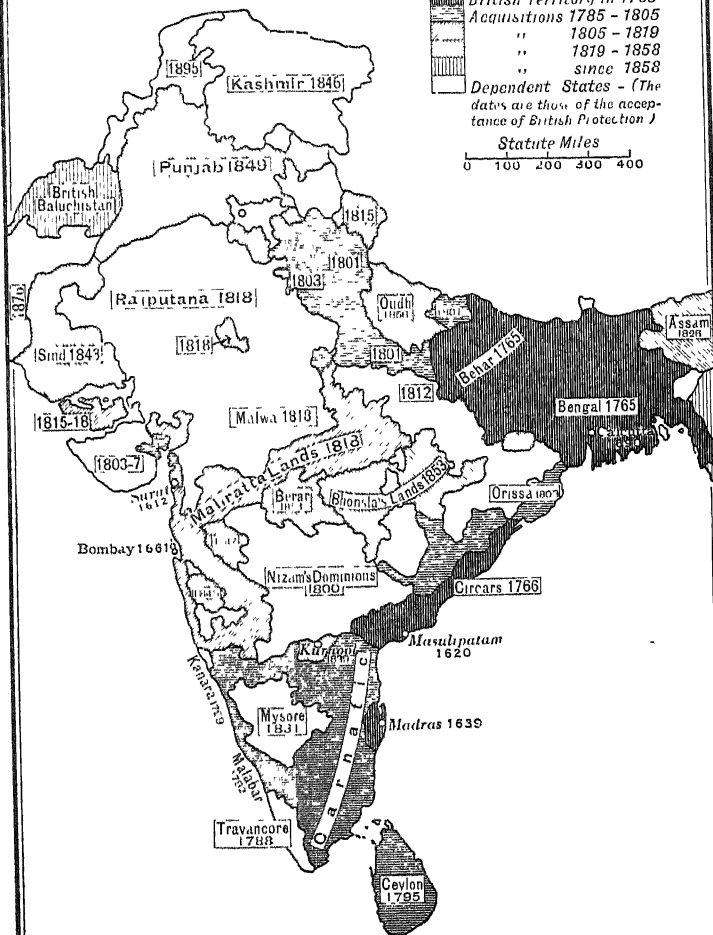 Acquisitions 1785 - 1805
" 1805 - 1819
" 1819 - 1858
" since 1858
Dependent States - (The
dates are those of the accep-
tance of British Protection)
Statute Miles
0 100 200 300 400
1895
Kashmir 1846
Punjab 1849
British
Baluchistan
1815
1801
1803
1876
Rajputana 1818
Oudh
1801
Assam
1826
1818
Sind 1843
Behar 1765
1812
Bengal 1765
Calcutta
1815-18
Malwa 1818
Mahratta Lands 1818
1803-7
Surat
1612
Berar
Bhonsla's Lands 1853
Orissa 1803
Bombay 1661
Nizam's Dominions
1800
Circars 1766
Masulipatam
1620
Kurnool
Kanara 1799
Carnatic
Mysore
1831
Madras 1639
Malabar
1792
Travancore
1788
Ceylon
1795